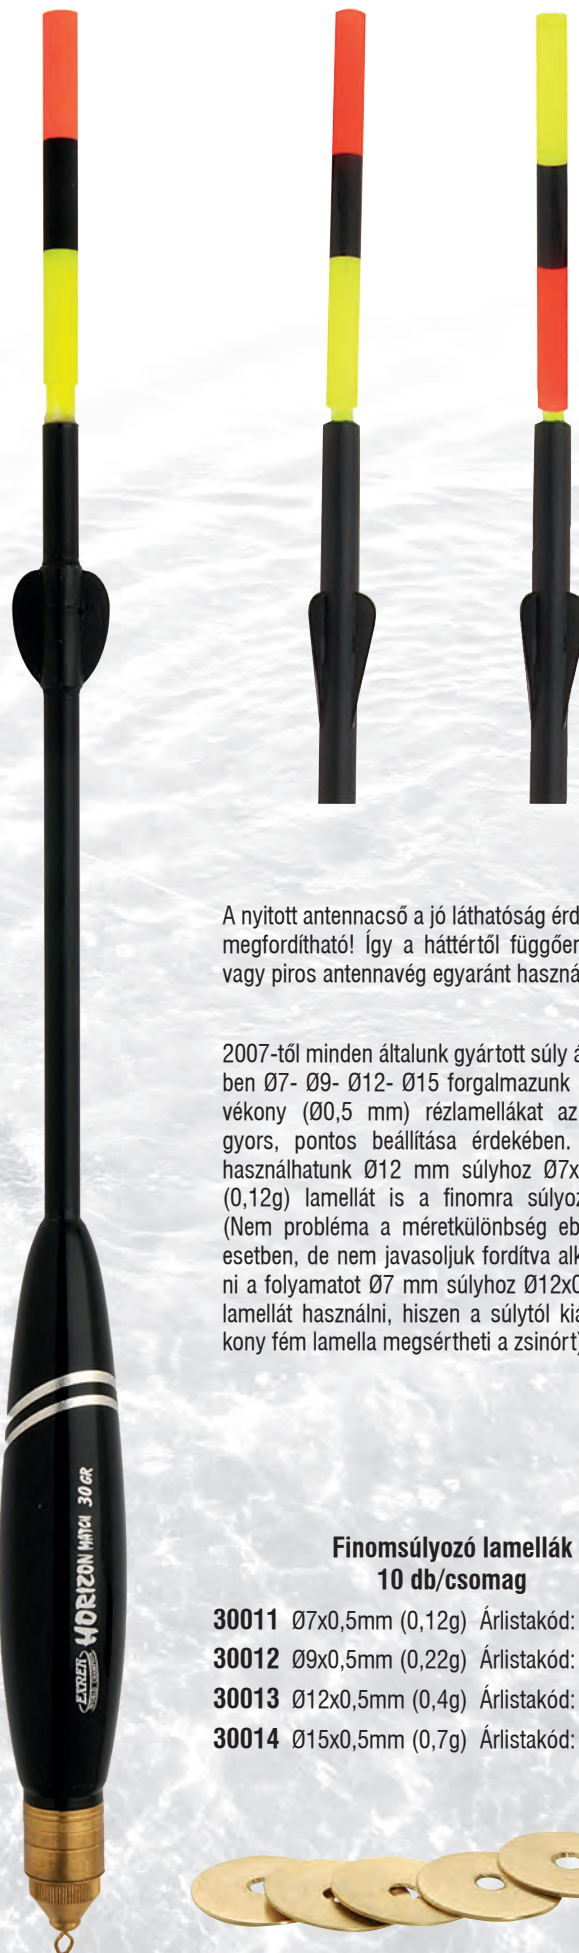 A nyitott antennacső a jó láthatóság érd
megfordítható! Így a háttértől függően
vagy piros antennavég egyaránt haszná
2007-től minden általunk gyártott súly á
ben Ø7- Ø9- Ø12- Ø15 forgalmazunk
vékony (Ø0,5 mm) rézlamellákat az
gyors, pontos beállítása érdekében.
használhatunk Ø12 mm súlyhoz Ø7x
(0,12g) lamellát is a finomra súlyoz
(Nem probléma a méretkülönbség eb
esetben, de nem javasoljuk fordítva alk
ni a folyamatot Ø7 mm súlyhoz Ø12x0
lamellát használni, hiszen a súlytól kiá
kony fém lamella megsértheti a zsinórt)
EXNER HORIZON MATCH 30 GR
Finomsúlyozó lamellák
10 db/csomag
30011 Ø7x0,5mm (0,12g) Árlistakód:
30012 Ø9x0,5mm (0,22g) Árlistakód:
30013 Ø12x0,5mm (0,4g) Árlistakód:
30014 Ø15x0,5mm (0,7g) Árlistakód: